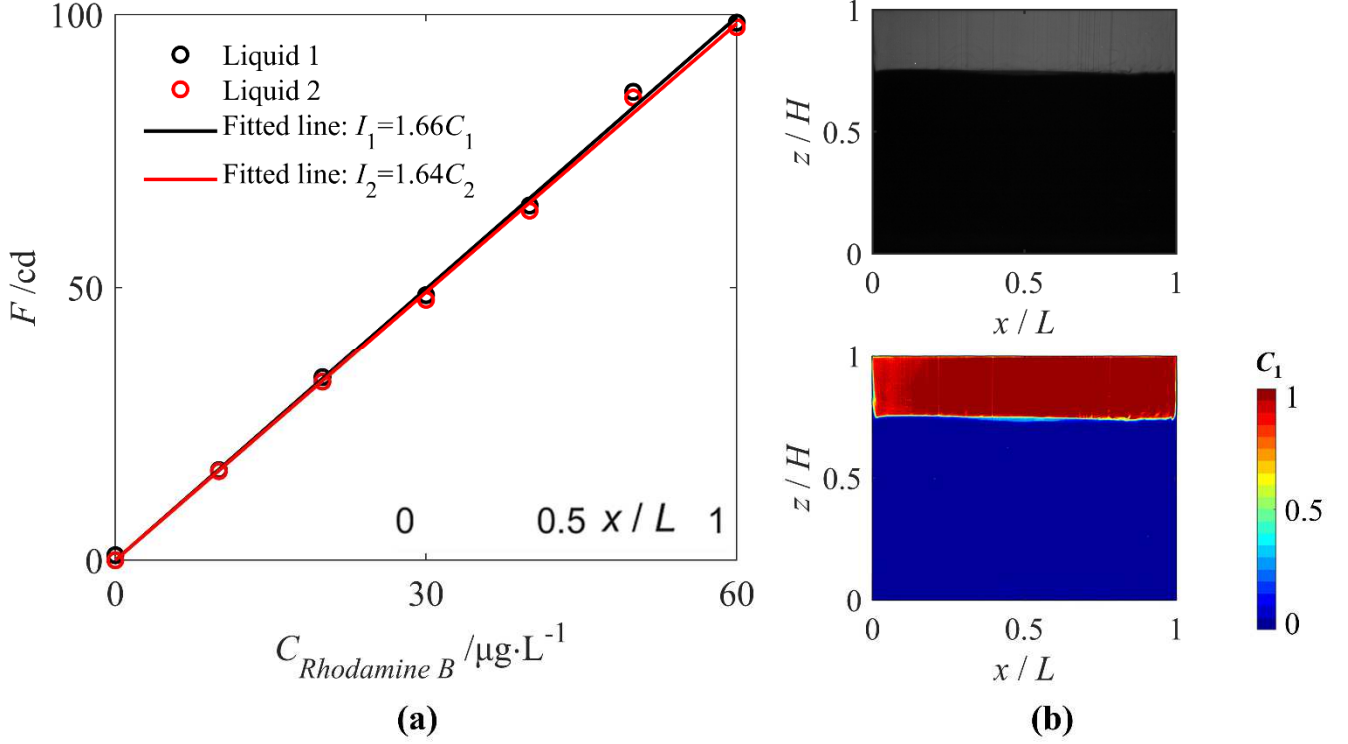 100
50
0
F /cd
Liquid 1
Liquid 2
Fitted line: I₁=1.66C₁
Fitted line: I₂=1.64C₂
0 0.5 x / L 1
0 30 60
C_Rhodamine B /μg·L⁻¹
(a)
1
0.5
0
z / H
0 0.5 1
x / L
1
0.5
0
z / H
0 0.5 1
x / L
C₁
1
0.5
0
(b)